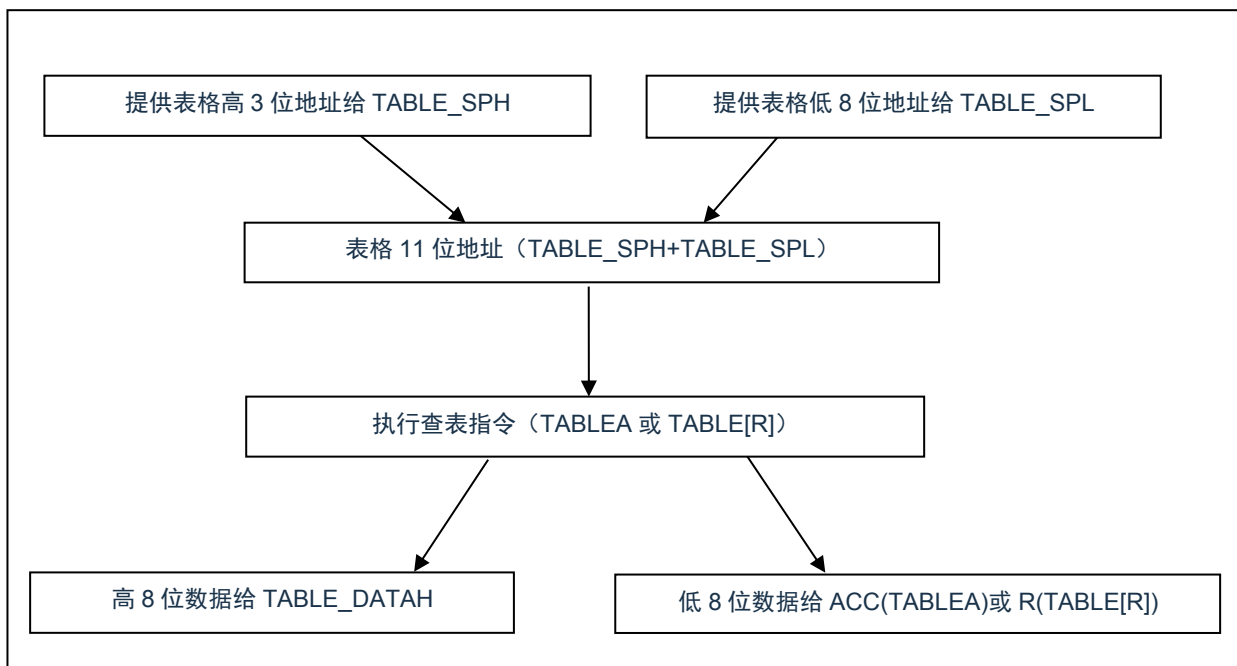 提供表格高 3 位地址给 TABLE_SPH
提供表格低 8 位地址给 TABLE_SPL
表格 11 位地址（TABLE_SPH+TABLE_SPL）
执行查表指令（TABLEA 或 TABLE[R]）
高 8 位数据给 TABLE_DATAH
低 8 位数据给 ACC(TABLEA)或 R(TABLE[R])